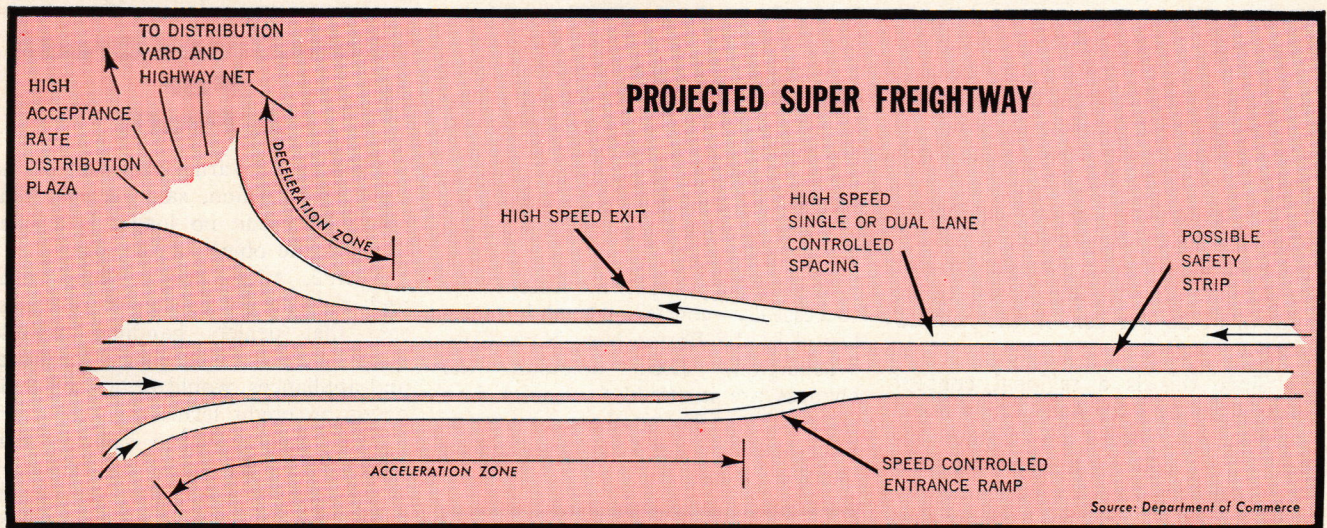 TO DISTRIBUTION
YARD AND
HIGHWAY NET
HIGH
ACCEPTANCE
RATE
DISTRIBUTION
PLAZA
DECELERATION ZONE
PROJECTED SUPER FREIGHTWAY
HIGH SPEED EXIT
HIGH SPEED
SINGLE OR DUAL LANE
CONTROLLED
SPACING
POSSIBLE
SAFETY
STRIP
ACCELERATION ZONE
SPEED CONTROLLED
ENTRANCE RAMP
Source: Department of Commerce